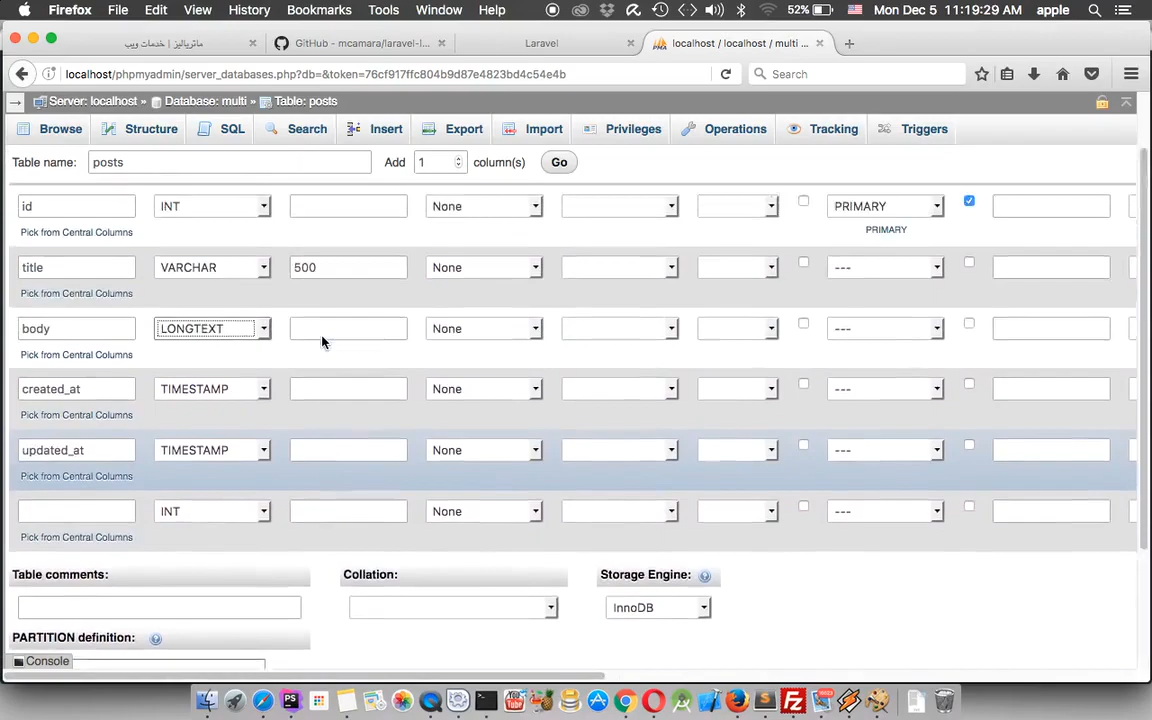 Firefox File Edit View History Bookmarks Tools Window Help 52% Mon Dec 5 11:19:29 AM apple
ماتریالیز | خدمات ویب GitHub - mcamara/laravel-l... Laravel localhost / localhost / multi ...
localhost/phpmyadmin/server_databases.php?db=&token=76cf917ffc804b9d87e4823bd4c54e4b Search
Server: localhost » Database: multi » Table: posts
Browse Structure SQL Search Insert Export Import Privileges Operations Tracking Triggers
Table name: posts Add 1 column(s) Go
id INT None PRIMARY
Pick from Central Columns PRIMARY
title VARCHAR 500 None ---
Pick from Central Columns
body LONGTEXT None ---
Pick from Central Columns
created_at TIMESTAMP None ---
Pick from Central Columns
updated_at TIMESTAMP None ---
Pick from Central Columns
INT None ---
Pick from Central Columns
Table comments: Collation: Storage Engine:
InnoDB
PARTITION definition:
Console